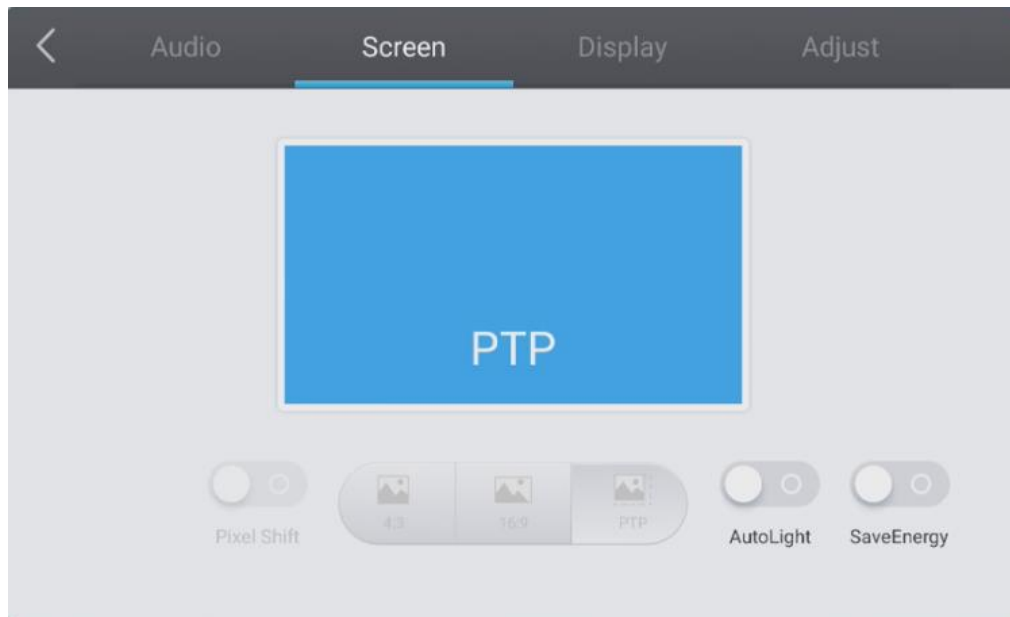 Audio Screen Display Adjust
PTP
4:3 16:9 PTP
Pixel Shift AutoLight SaveEnergy